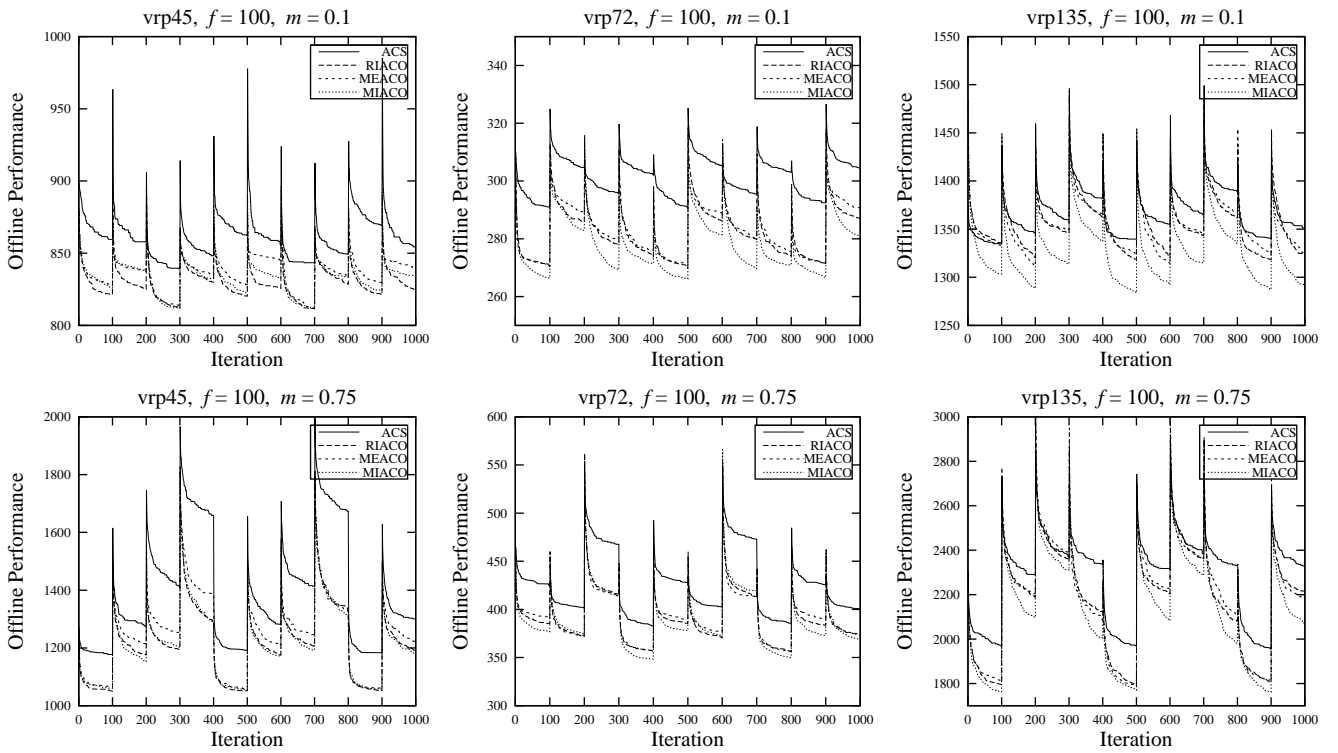 vrp45, f = 100, m = 0.1
Offline Performance
1000
950
900
850
800
0 100 200 300 400 500 600 700 800 900 1000
Iteration
ACS
RIACO
MEACO
MIACO
vrp72, f = 100, m = 0.1
Offline Performance
340
320
300
280
260
0 100 200 300 400 500 600 700 800 900 1000
Iteration
ACS
RIACO
MEACO
MIACO
vrp135, f = 100, m = 0.1
Offline Performance
1550
1500
1450
1400
1350
1300
1250
0 100 200 300 400 500 600 700 800 900 1000
Iteration
ACS
RIACO
MEACO
MIACO
vrp45, f = 100, m = 0.75
Offline Performance
2000
1800
1600
1400
1200
1000
0 100 200 300 400 500 600 700 800 900 1000
Iteration
ACS
RIACO
MEACO
MIACO
vrp72, f = 100, m = 0.75
Offline Performance
600
550
500
450
400
350
300
0 100 200 300 400 500 600 700 800 900 1000
Iteration
ACS
RIACO
MEACO
MIACO
vrp135, f = 100, m = 0.75
Offline Performance
3000
2800
2600
2400
2200
2000
1800
0 100 200 300 400 500 600 700 800 900 1000
Iteration
ACS
RIACO
MEACO
MIACO